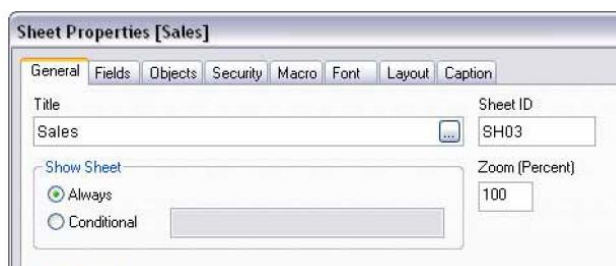 Sheet Properties [Sales]
General Fields Objects Security Macro Font Layout Caption
Title
Sheet ID
Sales
...
SH03
Show Sheet
Zoom (Percent)
Always
100
Conditional